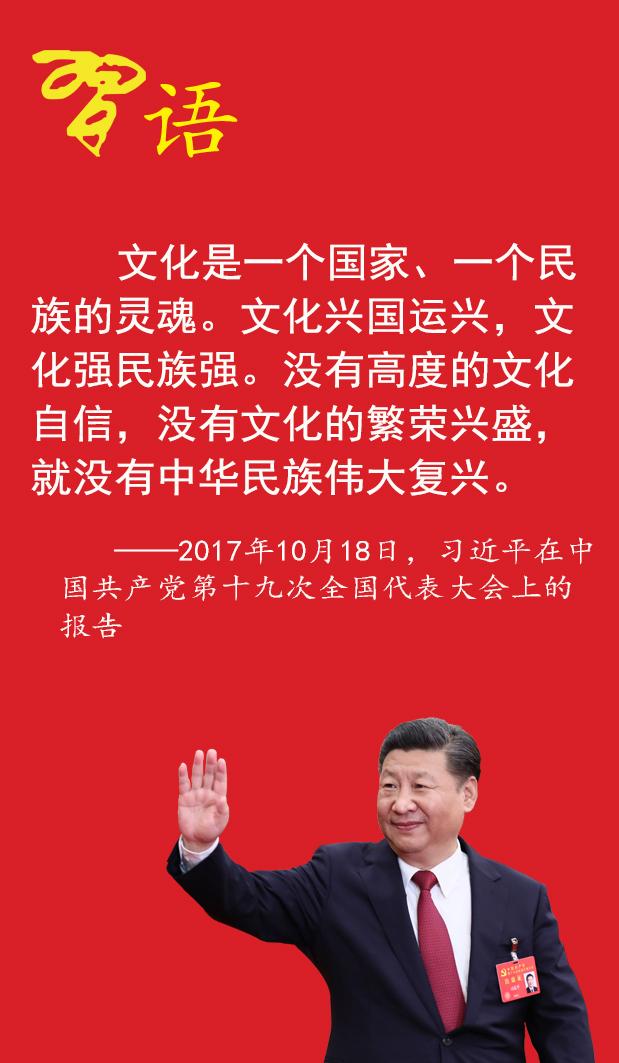 習语
文化是一个国家、一个民
族的灵魂。文化兴国运兴，文
化强民族强。没有高度的文化
自信，没有文化的繁荣兴盛，
就没有中华民族伟大复兴。
——2017年10月18日，习近平在中
国共产党第十九次全国代表大会上的
报告